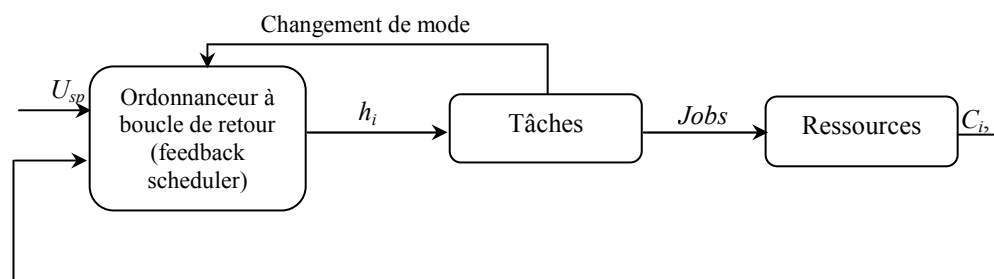 Changement de mode
U_sp
Ordonnanceur à
boucle de retour
(feedback
scheduler)
h_i
Tâches
Jobs
Ressources
C_i,